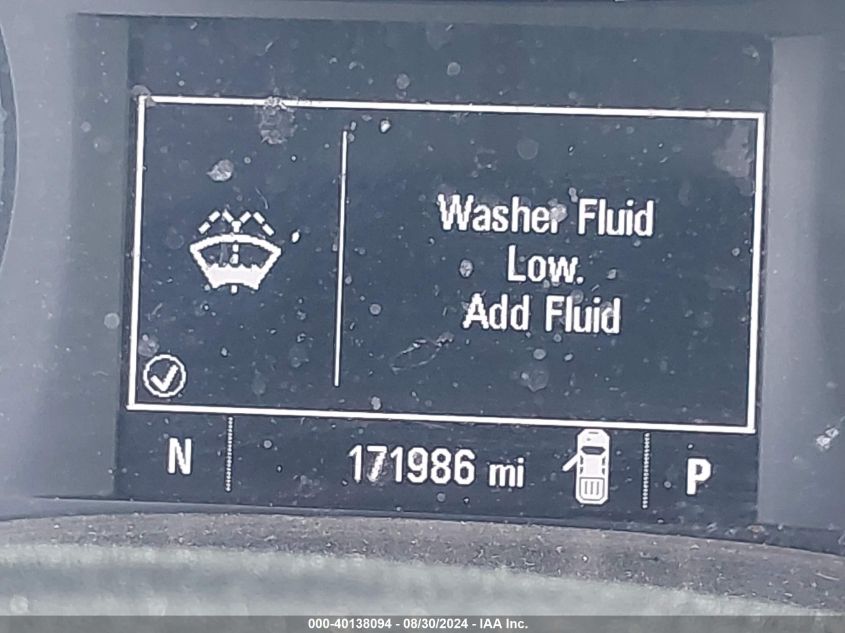 Washer Fluid
Low.
Add Fluid
N 171986 mi P
000-40138094 - 08/30/2024 - IAA Inc.